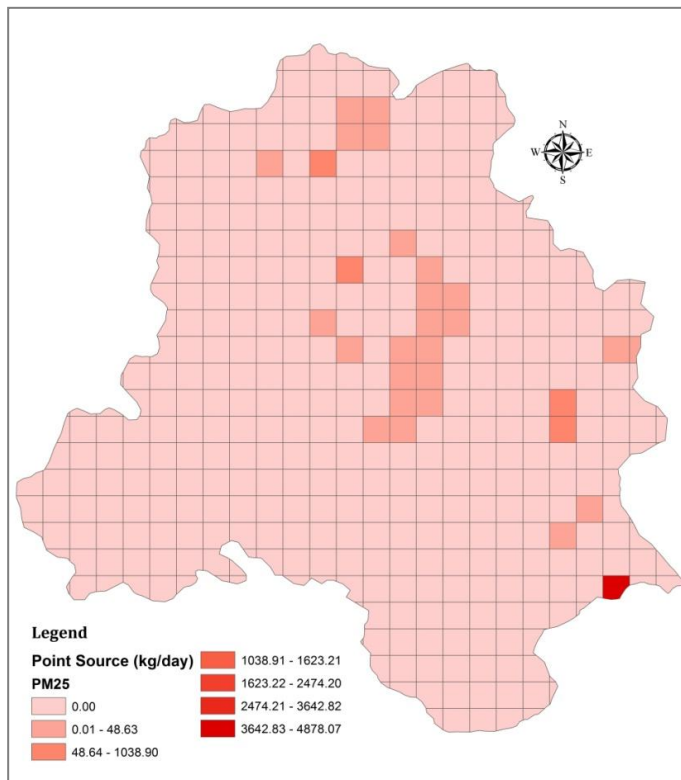 N
W E
S
Legend
Point Source (kg/day)
PM25
0.00
0.01 - 48.63
48.64 - 1038.90
1038.91 - 1623.21
1623.22 - 2474.20
2474.21 - 3642.82
3642.83 - 4878.07